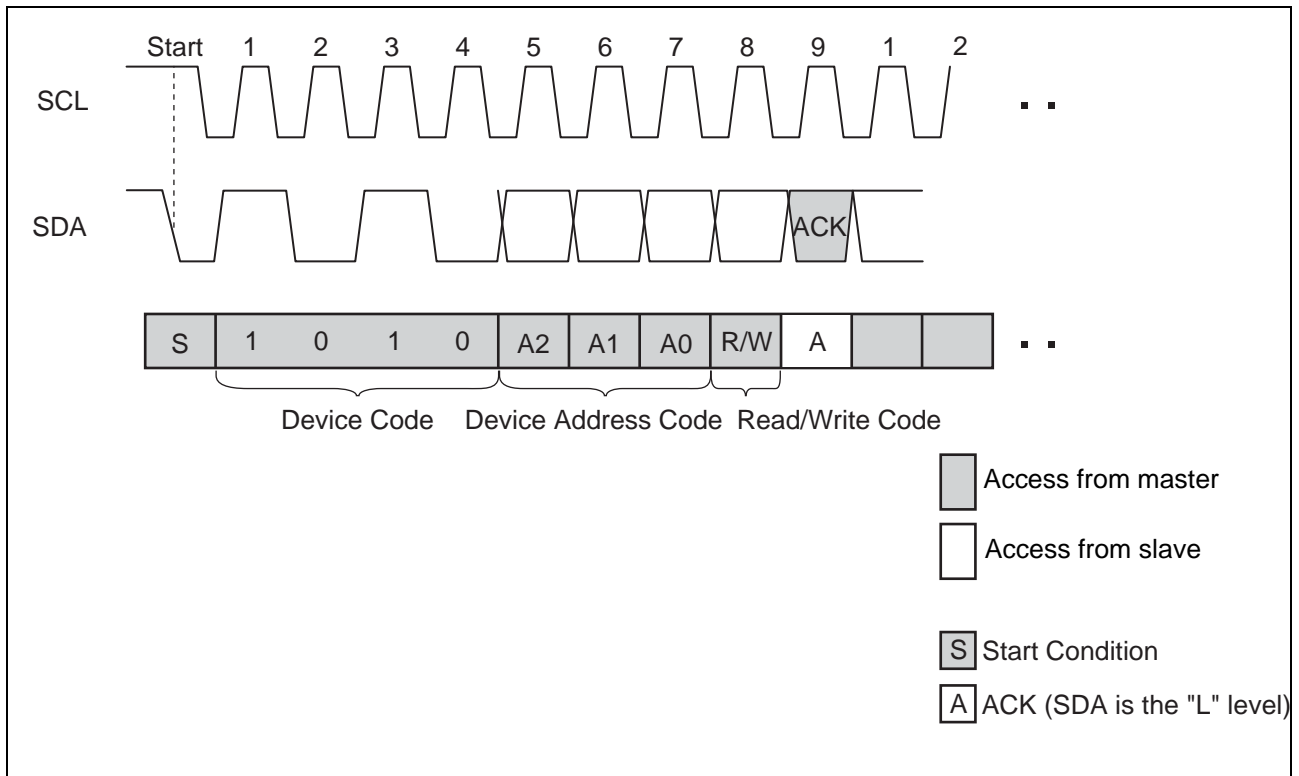 Start 1 2 3 4 5 6 7 8 9 1 2
SCL
SDA
ACK
S 1 0 1 0 A2 A1 A0 R/W A
Device Code Device Address Code Read/Write Code
Access from master
Access from slave
S Start Condition
A ACK (SDA is the "L" level)